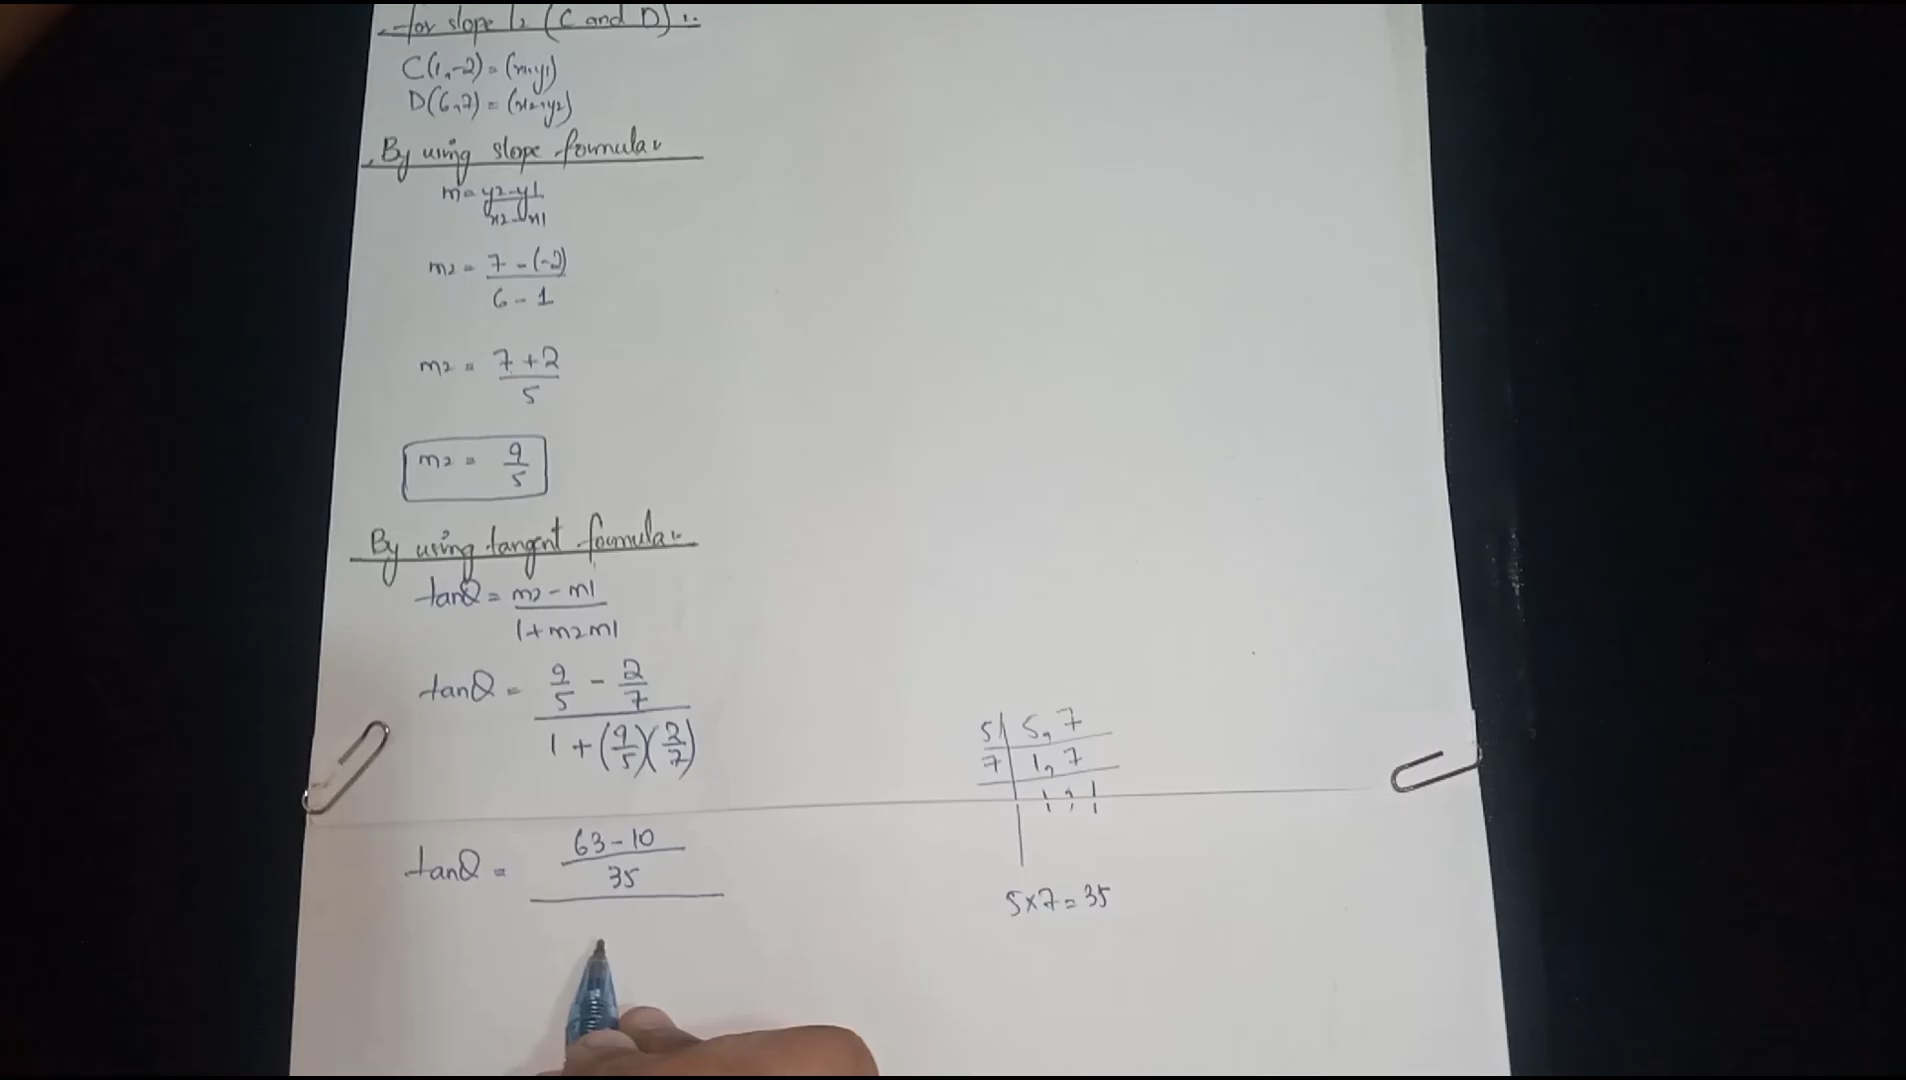 for slope l2 (C and D):.
C(1,-2) = (x1,y1)
D(6,7) = (x2,y2)
By using slope formula:
m = y2-y1
x2-x1
m2 = 7-(-2)
6-1
m2 = 7+2
5
m2 = 9
5
By using tangent formula:
tanθ = m2-m1
1+m2m1
tanθ = 9/5 - 2/7
1+(9/5)(2/7)
5 | 5, 7
7 | 1, 7
1, 1
tanθ = 63-10
35
5×7=35